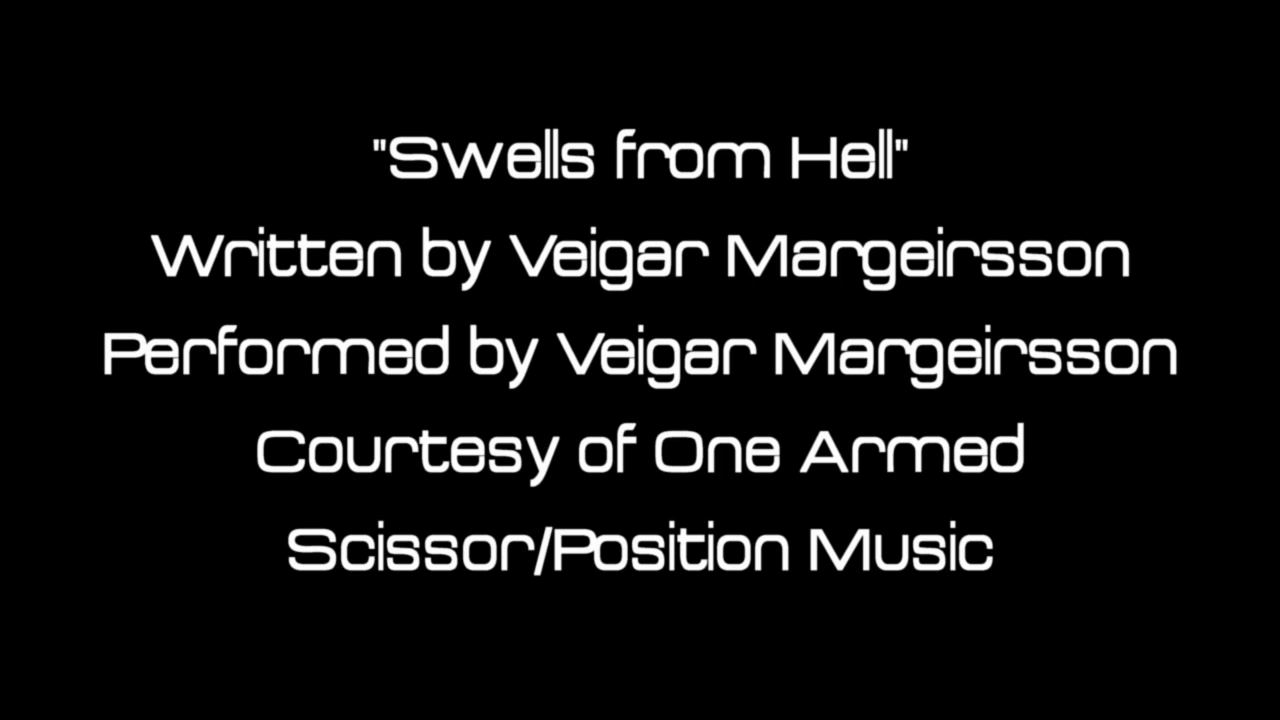 "Swells from Hell"
Written by Veigar Margeirsson
Performed by Veigar Margeirsson
Courtesy of One Armed
Scissor/Position Music